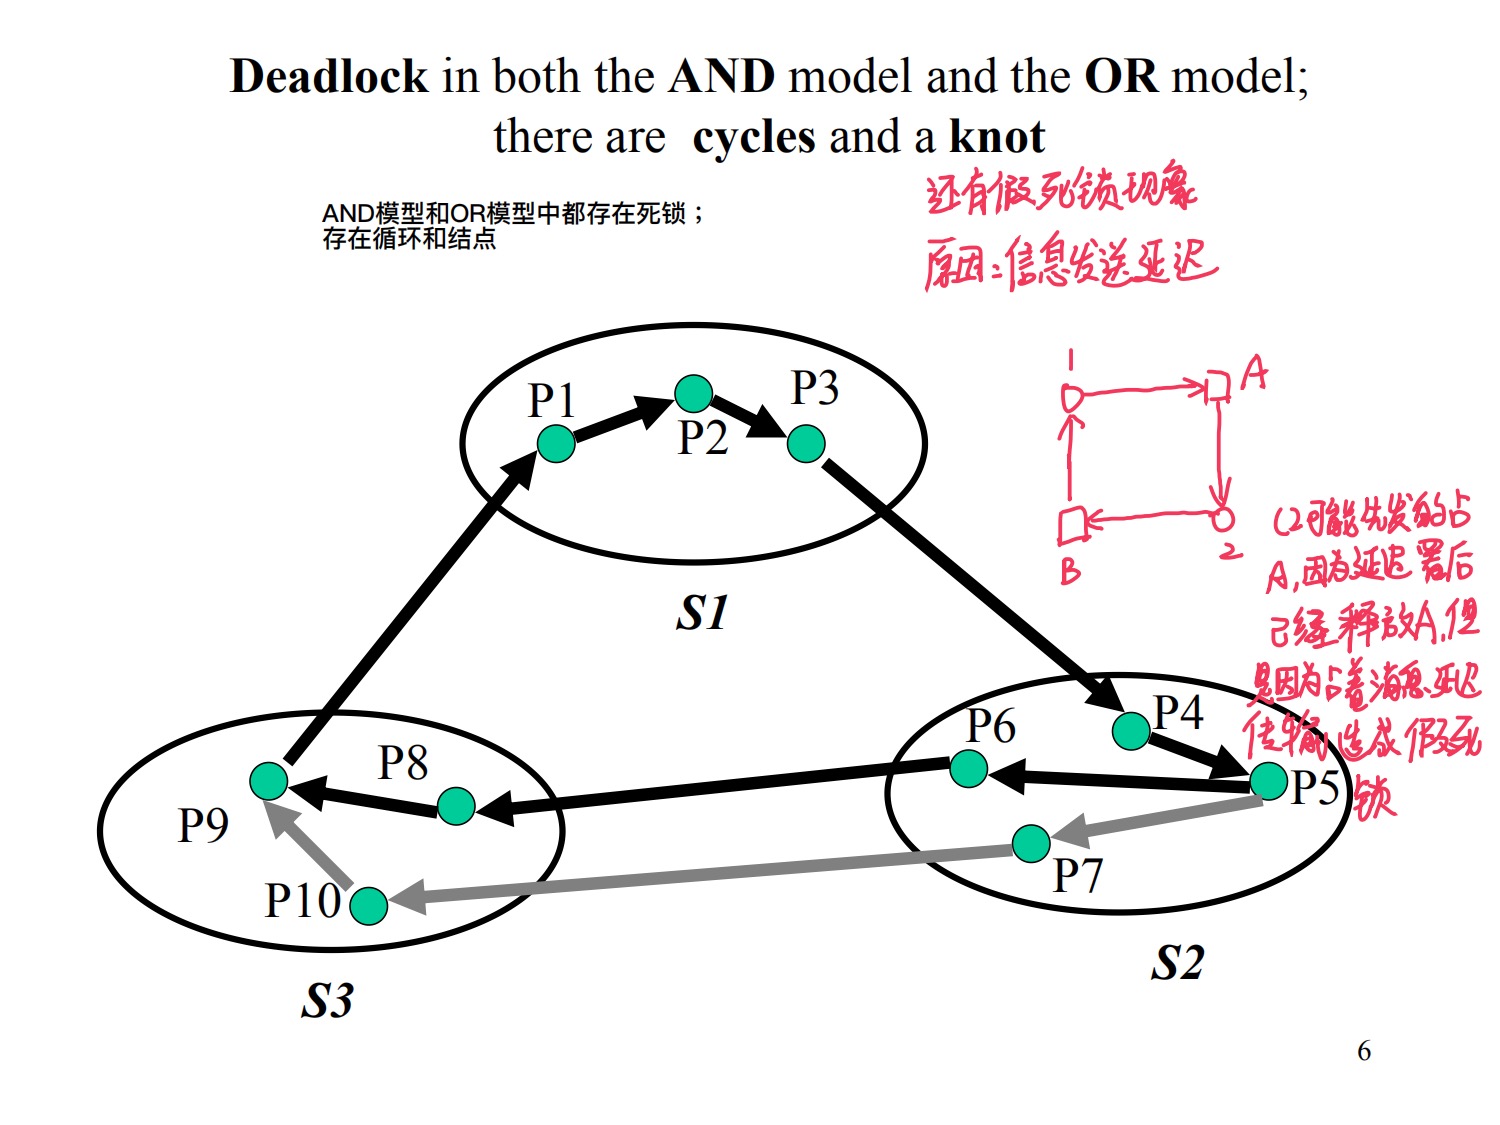 Deadlock in both the AND model and the OR model;
there are cycles and a knot
AND模型和OR模型中都存在死锁；
存在循环和结点
还有假死锁现象
原因：信息发送延迟
1
A
B
2
(2可能先发的占
A,因为延迟署后
已经释放A,但
是因为占着消息延迟
传输造成假死
锁
P1
P2
P3
S1
P4
P5
P6
P7
S2
P8
P9
P10
S3
6